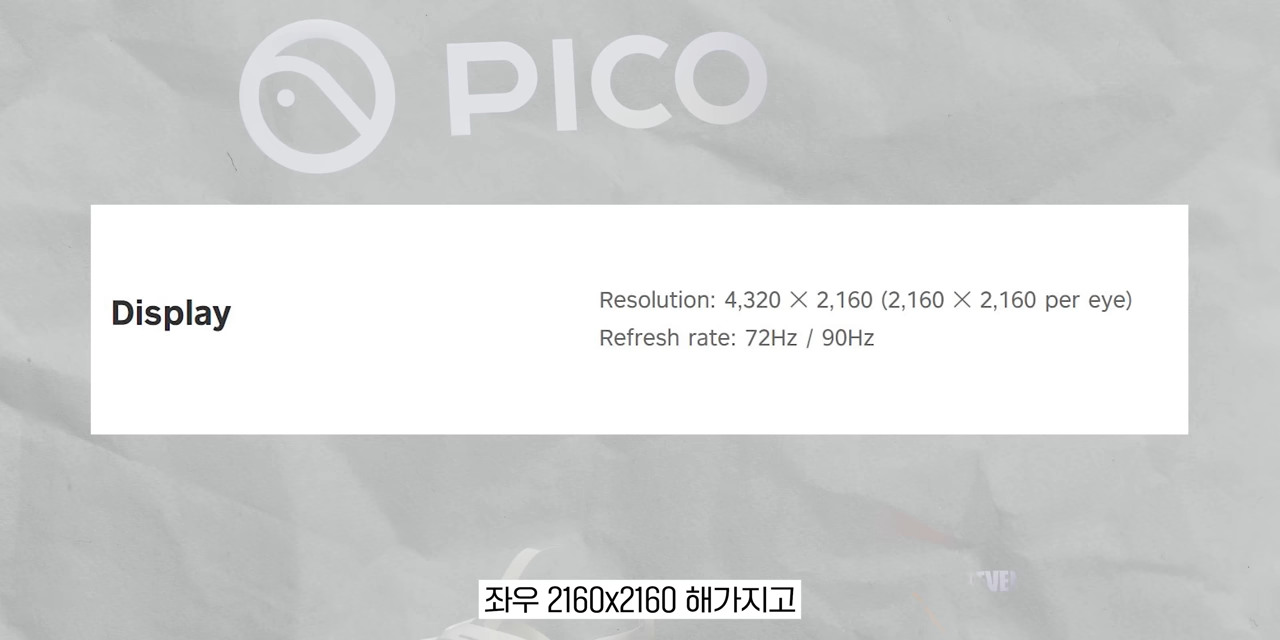 PICO
Display
Resolution: 4,320 × 2,160 (2,160 × 2,160 per eye)
Refresh rate: 72Hz / 90Hz
좌우 2160x2160 해가지고